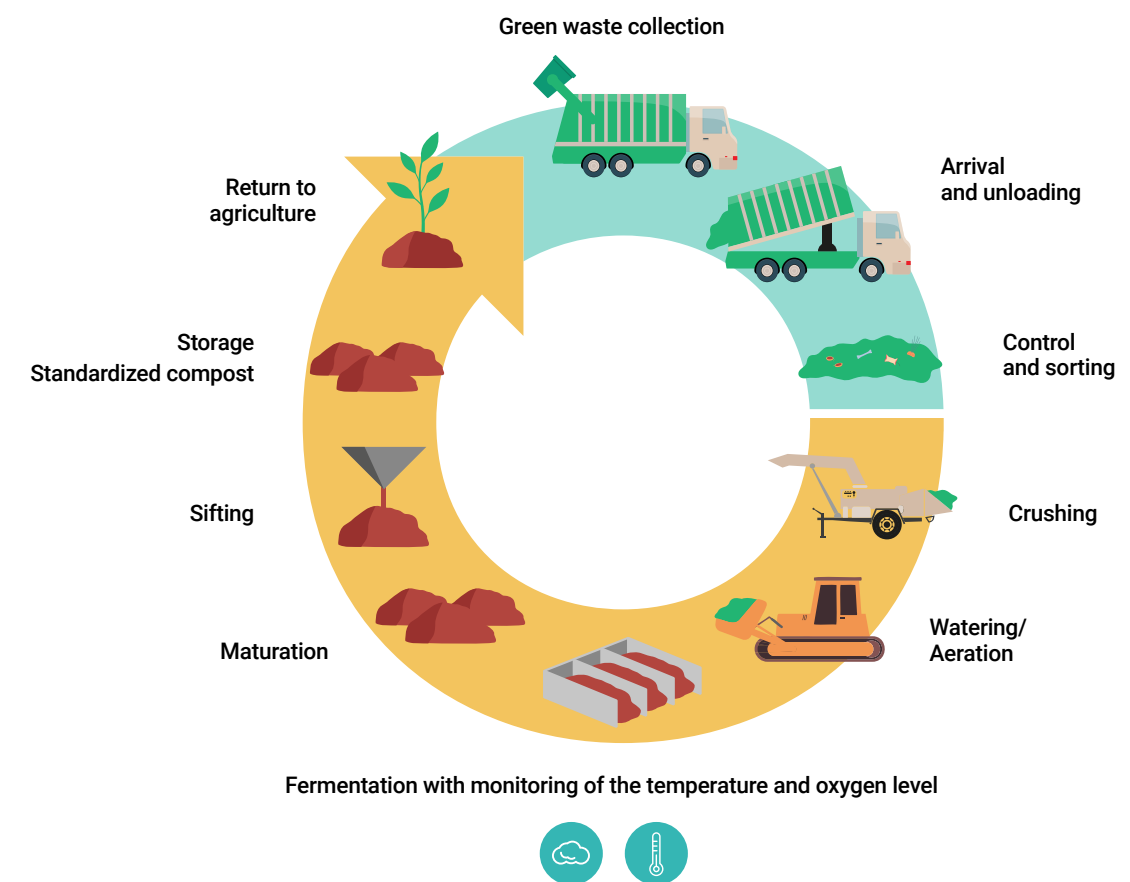 Green waste collection
Arrival
and unloading
Control
and sorting
Crushing
Watering/
Aeration
Fermentation with monitoring of the temperature and oxygen level
Maturation
Sifting
Storage
Standardized compost
Return to
agriculture